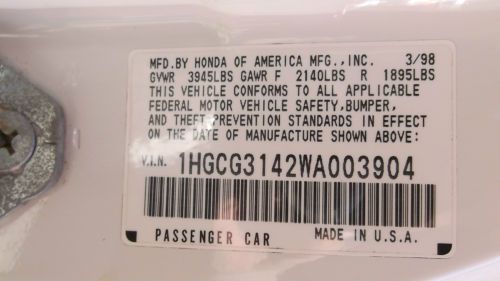 MFD.BY HONDA OF AMERICA MFG.,INC. 3/98
GVWR 3945LBS GAWR F 2140LBS R 1895LBS
THIS VEHICLE CONFORMS TO ALL APPLICABLE
FEDERAL MOTOR VEHICLE SAFETY,BUMPER,
AND THEFT PREVENTION STANDARDS IN EFFECT
ON THE DATE OF MANUFACTURE SHOWN ABOVE:
V.I.N. 1HGCG3142WA003904
PASSENGER CAR MADE IN U.S.A.